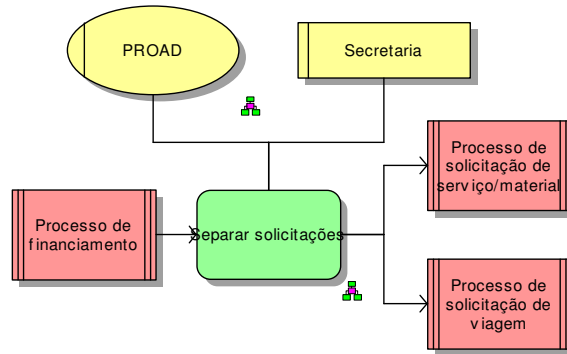 PROAD
Secretaria
Processo de
solicitação de
serviço/material
Processo de
financiamento
Separar solicitações
Processo de
solicitação de
viagem